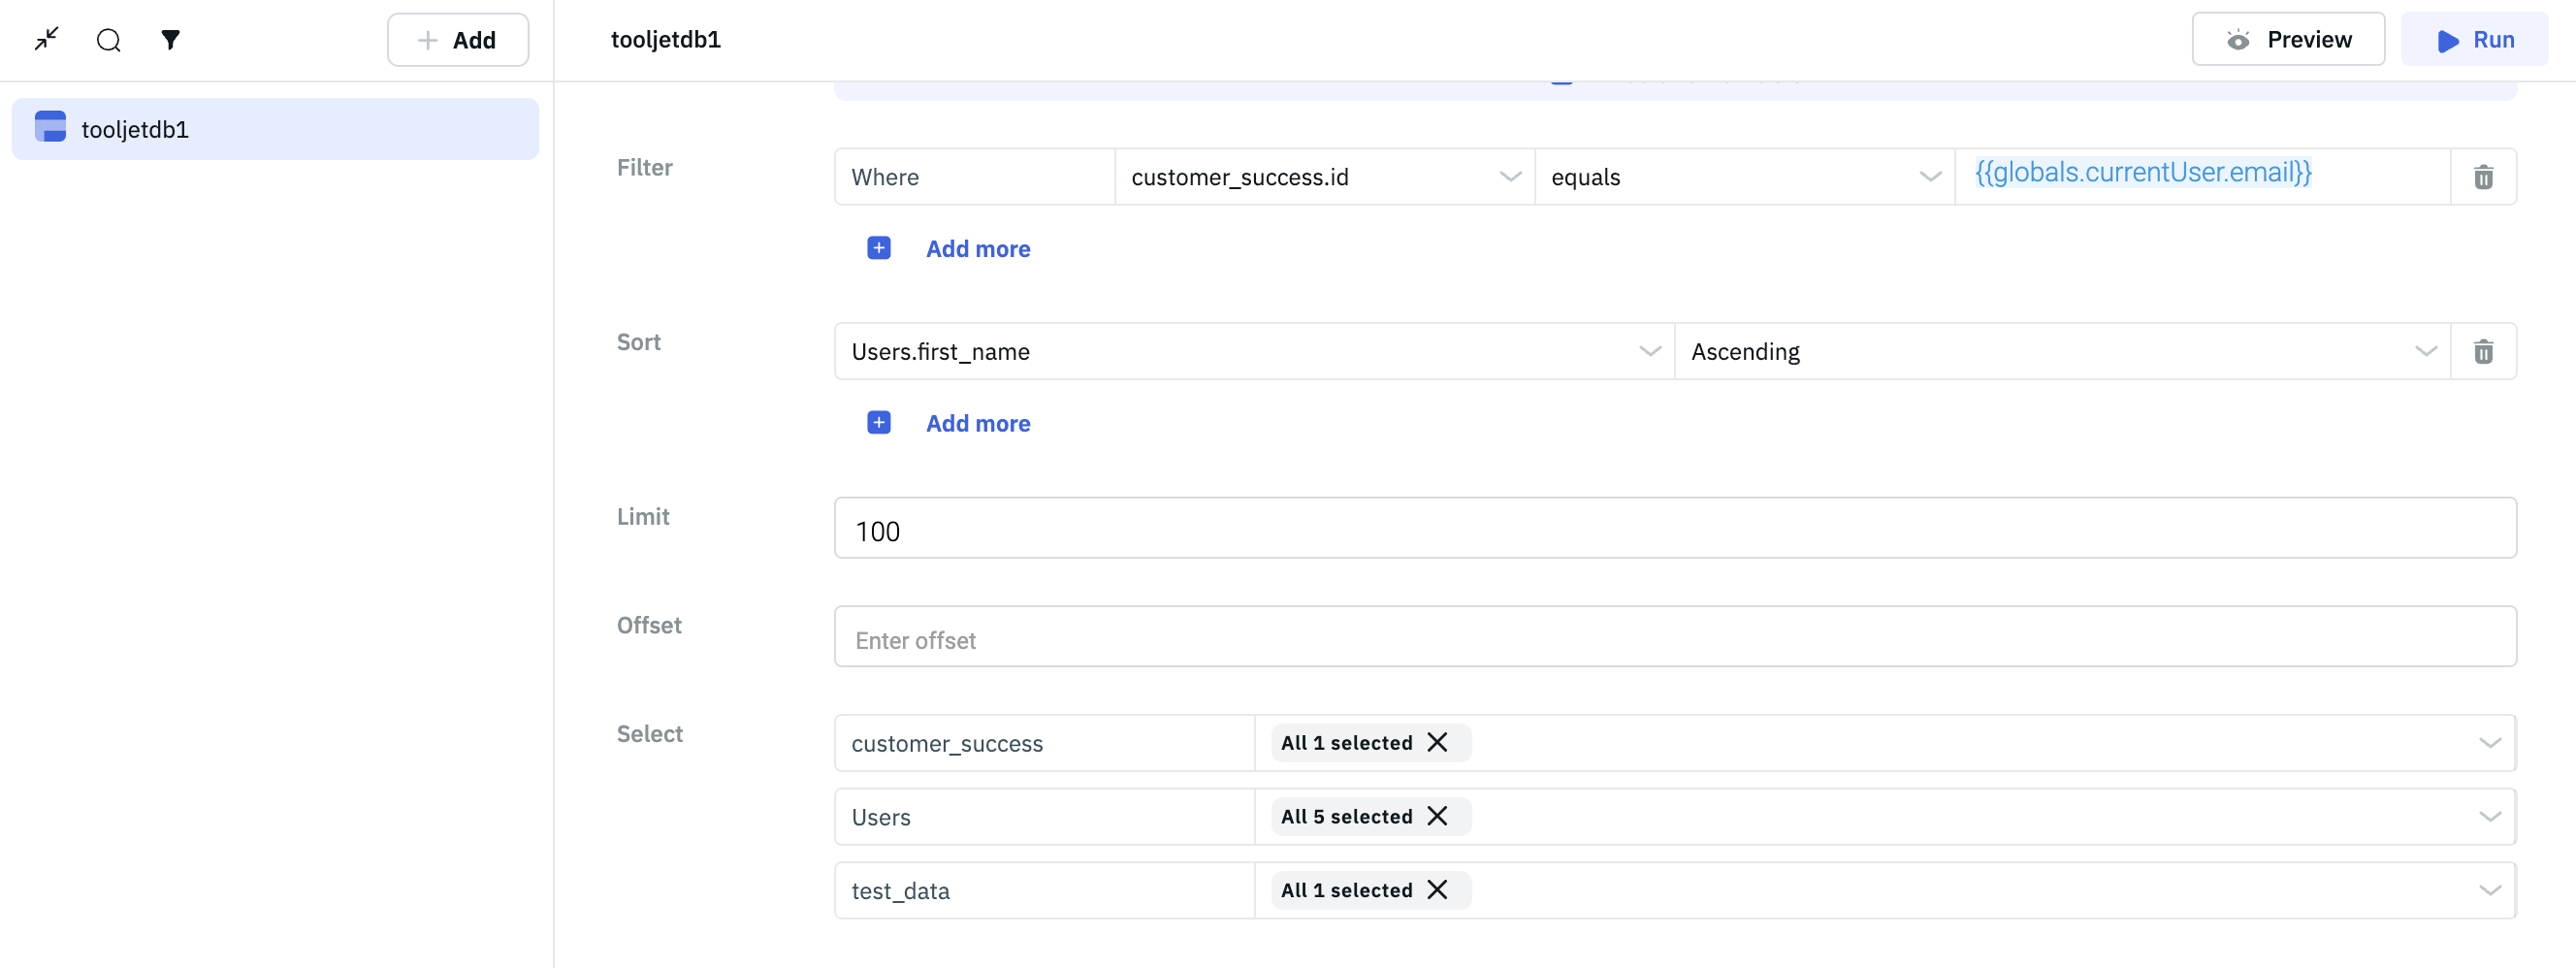 Add
tooljetdb1
Preview
Run
tooljetdb1
Filter
Where customer_success.id equals {{globals.currentUser.email}}
Add more
Sort
Users.first_name Ascending
Add more
Limit
100
Offset
Enter offset
Select
customer_success All 1 selected
Users All 5 selected
test_data All 1 selected